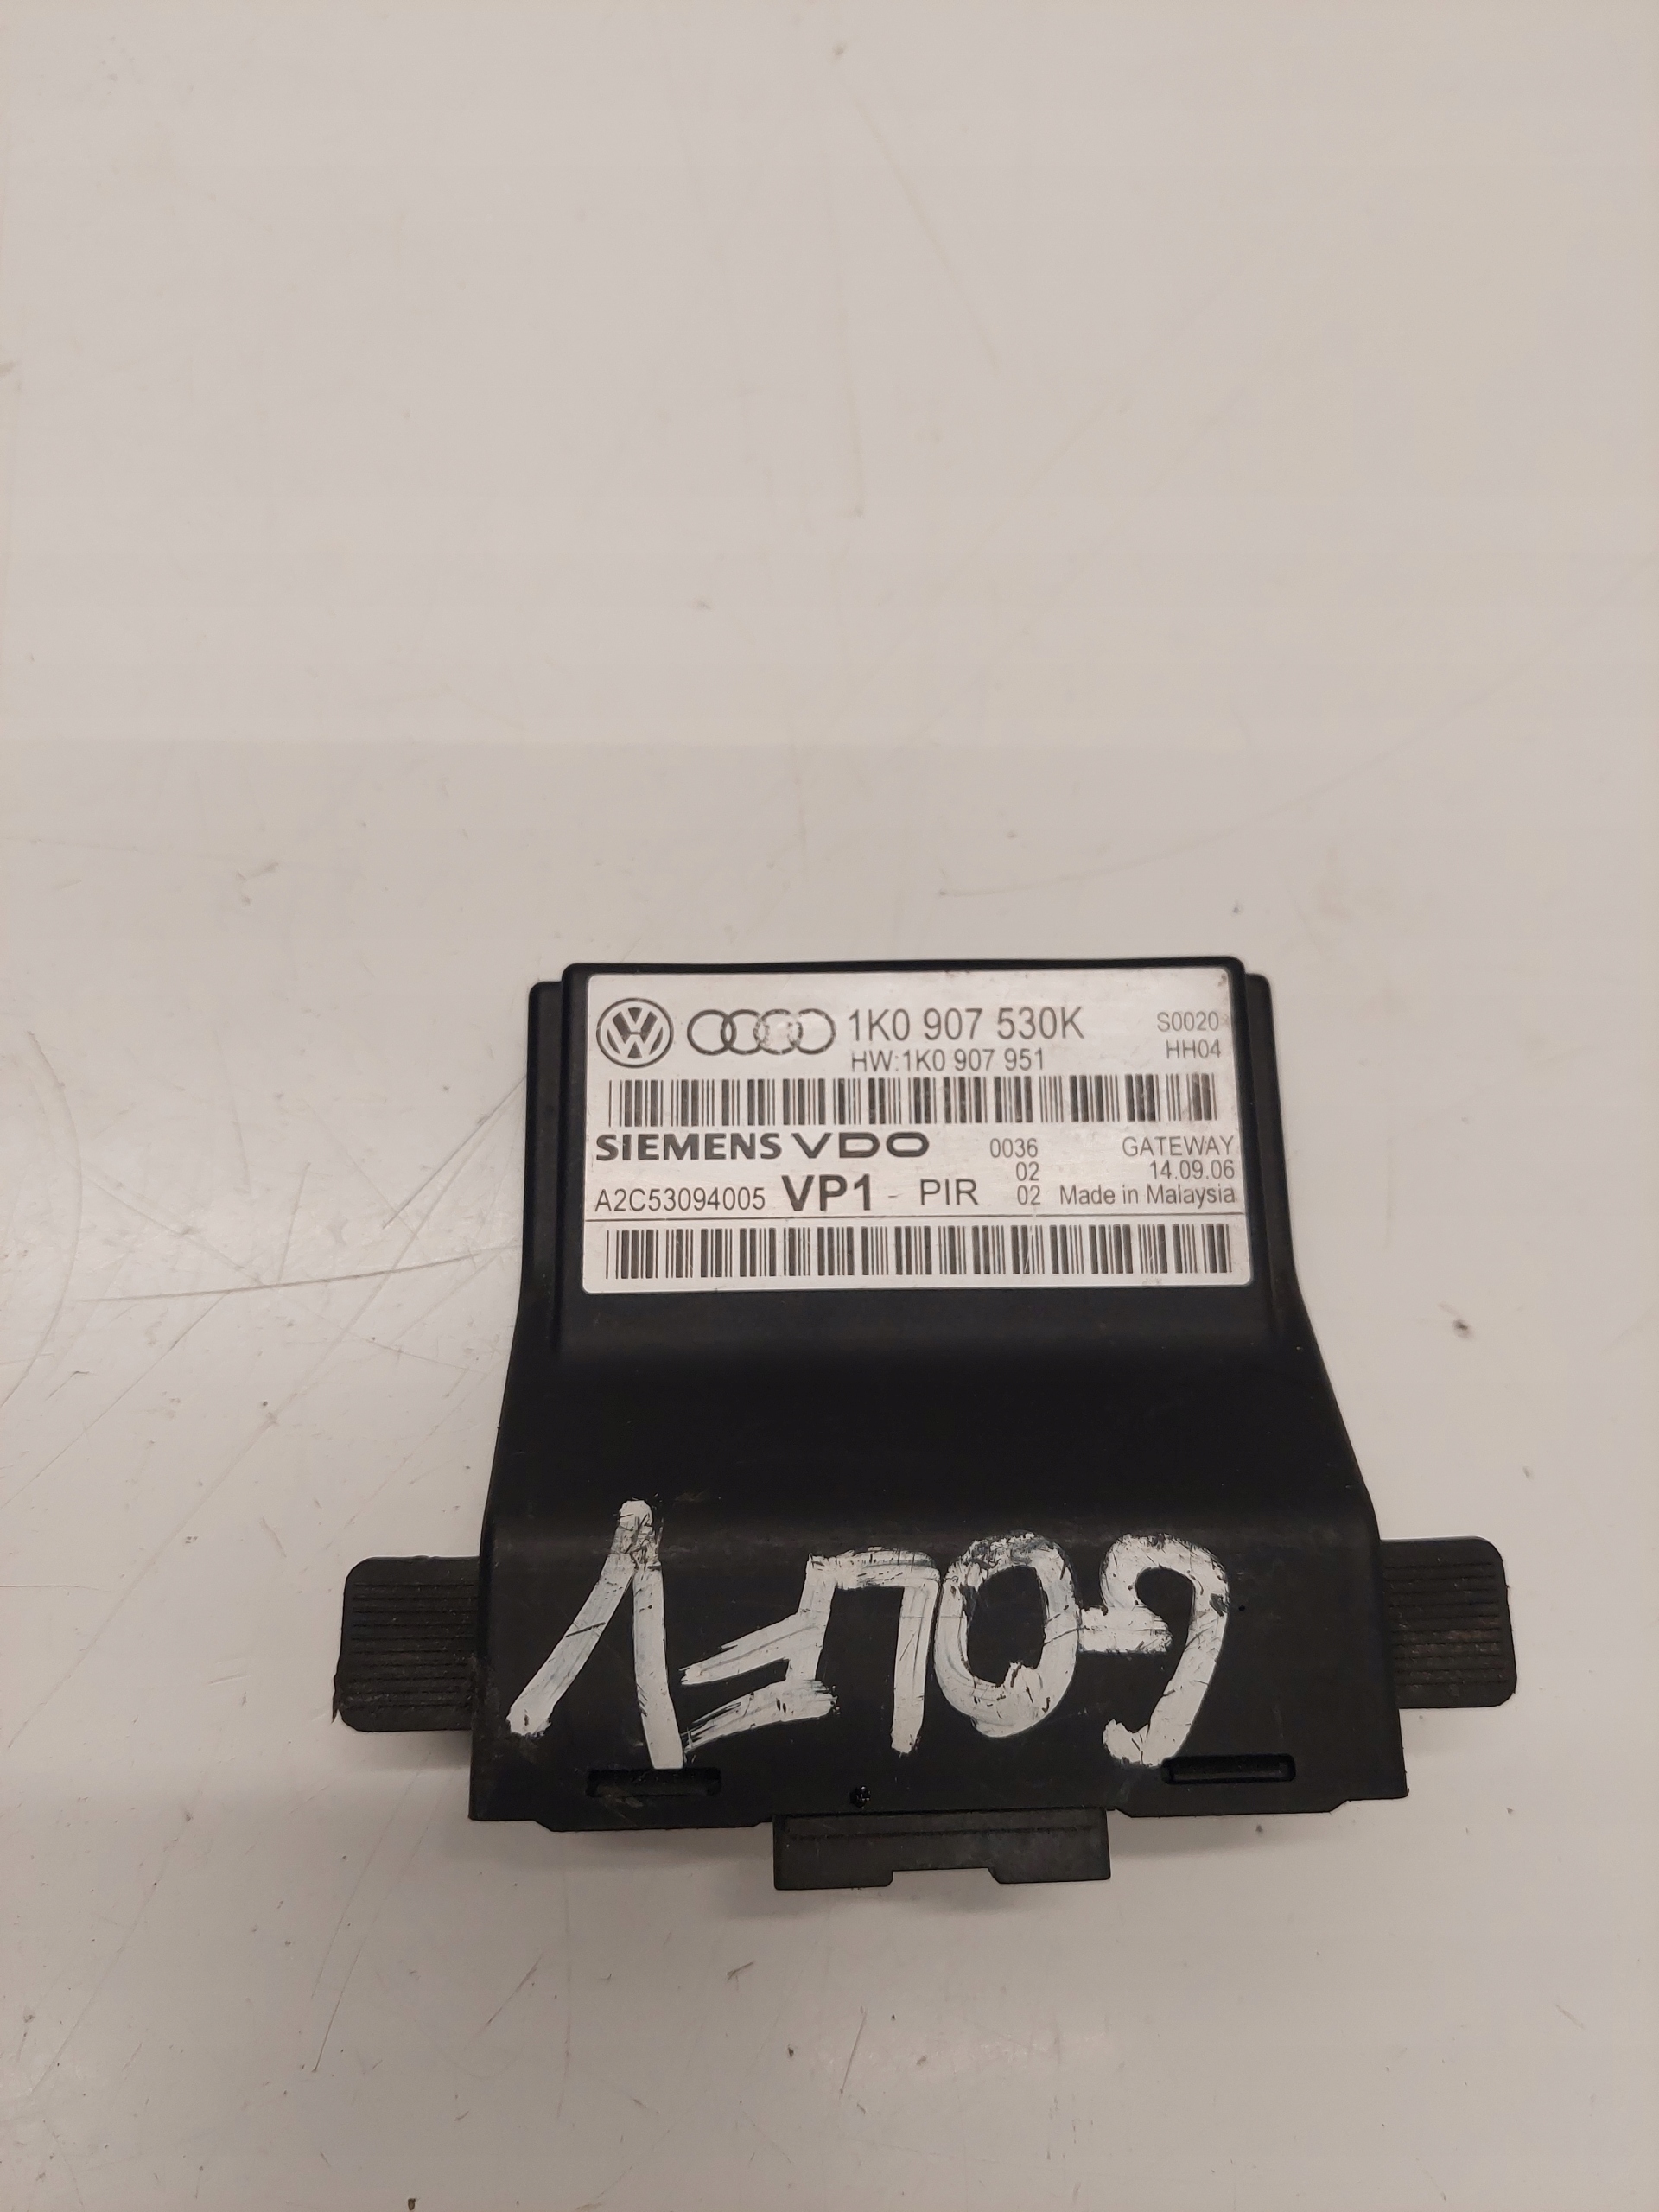 1K0 907 530K S0020
HW:1K0 907 951 HH04
SIEMENS VDO 0036 GATEWAY
02 14.09.06
A2C53094005 VP1 - PIR 02 Made in Malaysia
GOLF V